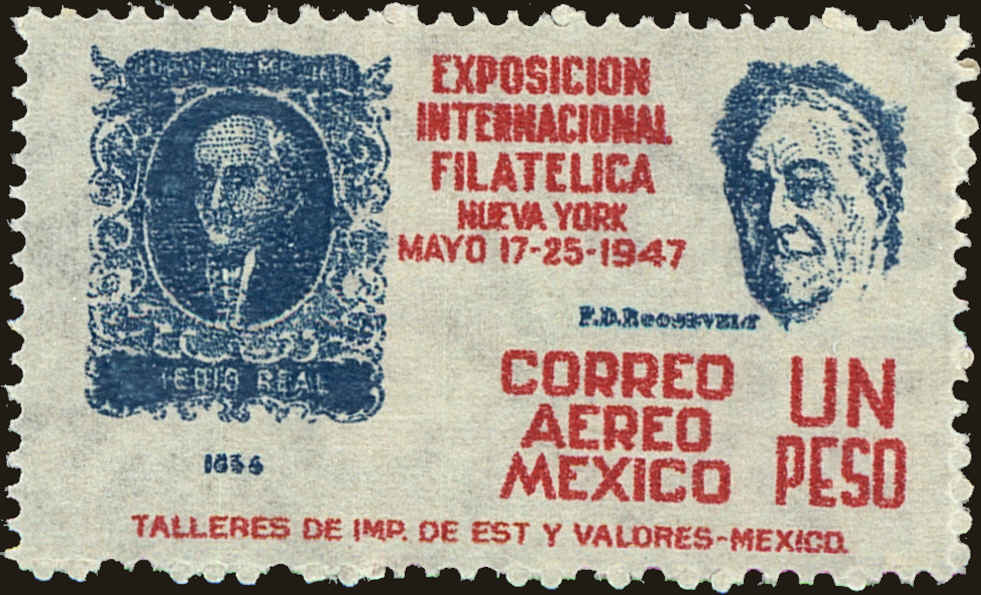 EXPOSICION
INTERNACIONAL
FILATELICA
NUEVA YORK
MAYO 17-25-1947
F.D.ROOSEVELT
MEDIO REAL
CORREO
AEREO
MEXICO
UN
PESO
1856
TALLERES DE IMP. DE EST Y VALORES-MEXICO.